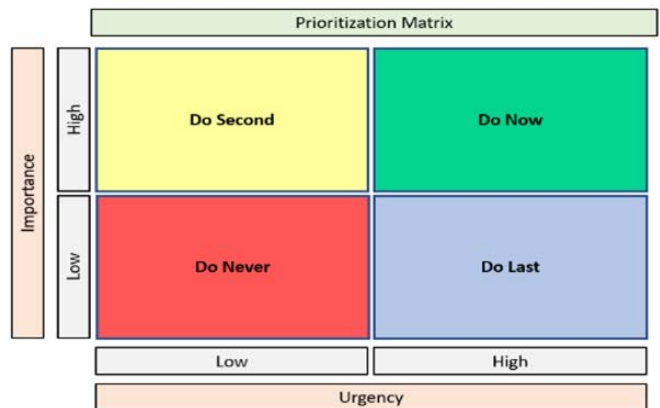 Prioritization Matrix
Importance
High
Do Second
Do Now
Low
Do Never
Do Last
Low
High
Urgency